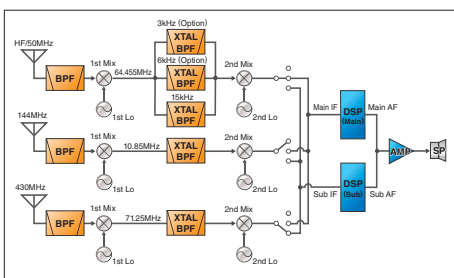 3kHz (Option)
HF/50MHz
XTAL
BPF
1st Mix
6kHz (Option)
2nd Mix
BPF
64.455MHz
XTAL
BPF
15kHz
1st Lo
XTAL
BPF
2nd Lo
DSP
(Main)
Main IF
Main AF
144MHz
1st Mix
2nd Mix
BPF
10.85MHz
XTAL
BPF
1st Lo
2nd Lo
AMP
SP
DSP
(Sub)
Sub IF
Sub AF
430MHz
1st Mix
2nd Mix
BPF
71.25MHz
XTAL
BPF
1st Lo
2nd Lo